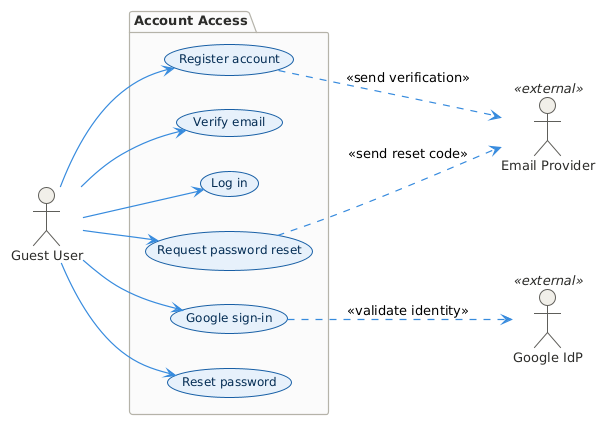 Account Access
Register account
«send verification»
«external»
Email Provider
Verify email
«send reset code»
Log in
Guest User
Request password reset
«external»
Google IdP
Google sign-in
«validate identity»
Reset password